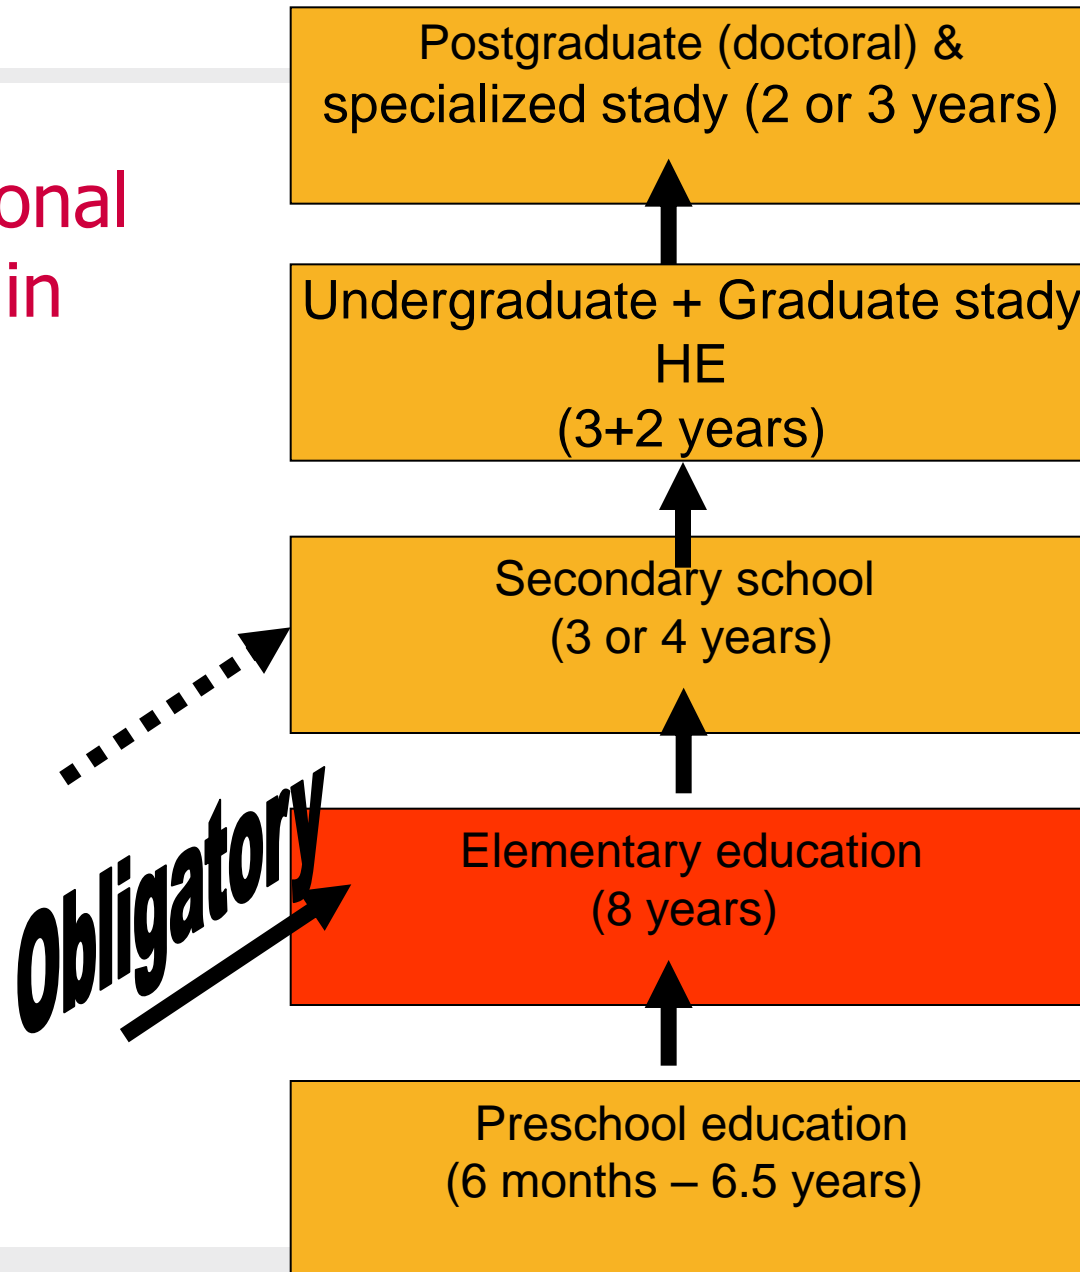 onal
in
Postgraduate (doctoral) &
specialized stady (2 or 3 years)
Undergraduate + Graduate stady
HE
(3+2 years)
Secondary school
(3 or 4 years)
Obligatory
Elementary education
(8 years)
Preschool education
(6 months – 6.5 years)